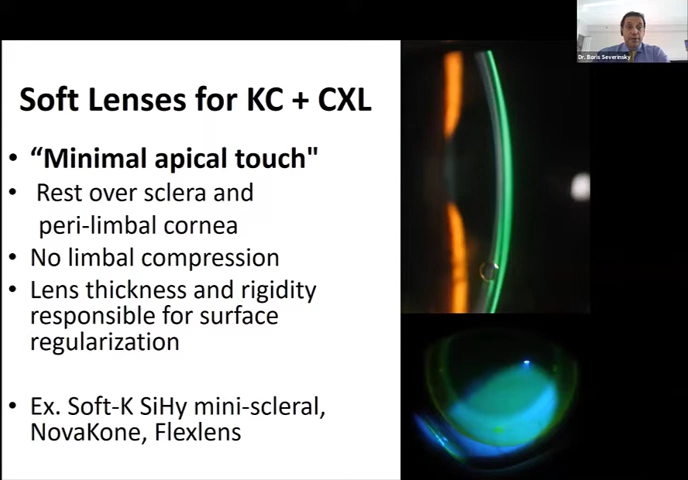 Dr. Boris Severinsky
Soft Lenses for KC + CXL
• “Minimal apical touch"
• Rest over sclera and
peri-limbal cornea
• No limbal compression
• Lens thickness and rigidity
responsible for surface
regularization
• Ex. Soft-K SiHy mini-scleral,
NovaKone, Flexlens